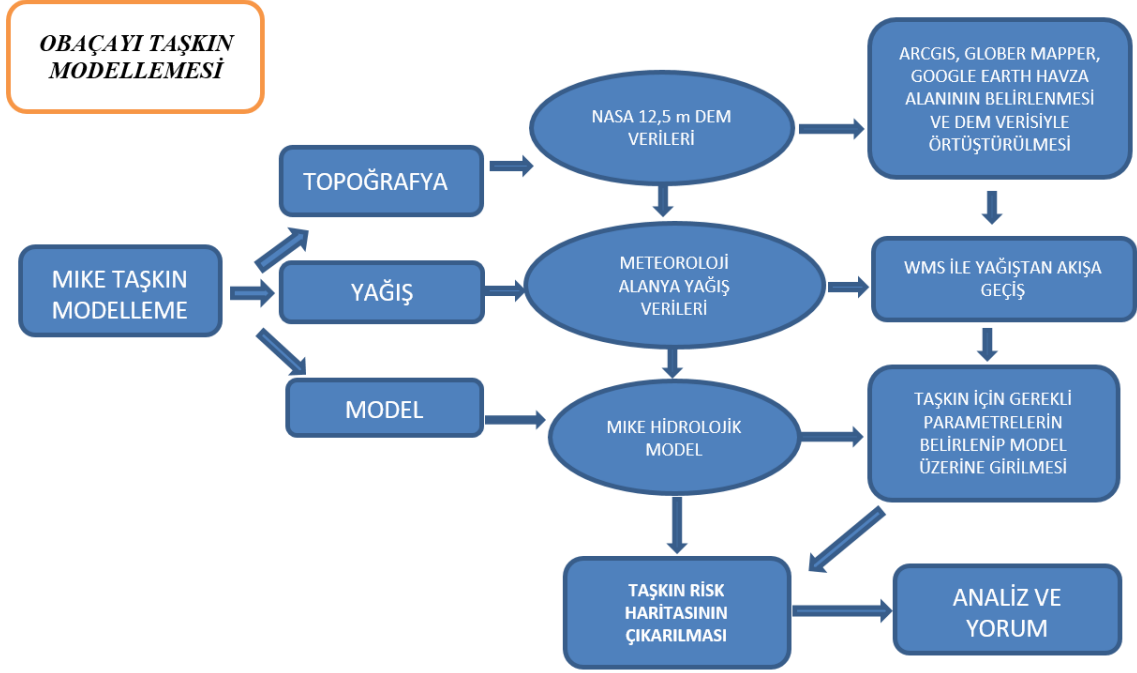 OBAÇAYI TAŞKIN
MODELLEMESİ
MIKE TAŞKIN
MODELLEME
TOPOĞRAFYA
YAĞIŞ
MODEL
NASA 12,5 m DEM
VERİLERİ
METEOROLOJİ
ALANYA YAĞIŞ
VERİLERİ
MIKE HİDROLOJİK
MODEL
ARCGIS, GLOBER MAPPER,
GOOGLE EARTH HAVZA
ALANININ BELİRLENMESİ
VE DEM VERİSİYLE
ÖRTÜŞTÜRÜLMESİ
WMS İLE YAĞIŞTAN AKIŞA
GEÇİŞ
TAŞKIN İÇİN GEREKLİ
PARAMETRELERİN
BELİRLENİP MODEL
ÜZERİNE GİRİLMESİ
TAŞKIN RİSK
HARİTASININ
ÇIKARILMASI
ANALİZ VE
YORUM